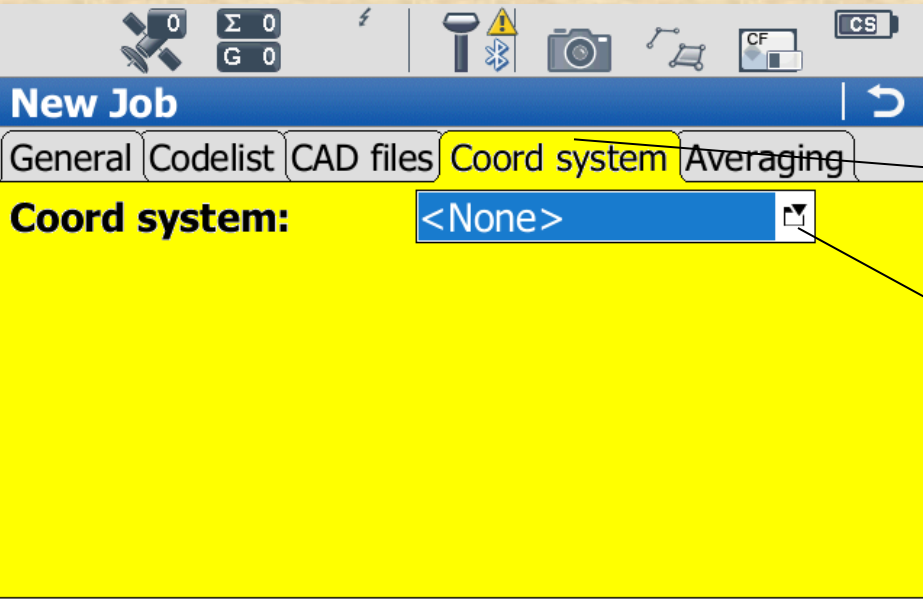 0 Σ 0 CF CS
G 0
New Job
General Codelist CAD files Coord system Averaging
Coord system: <None>